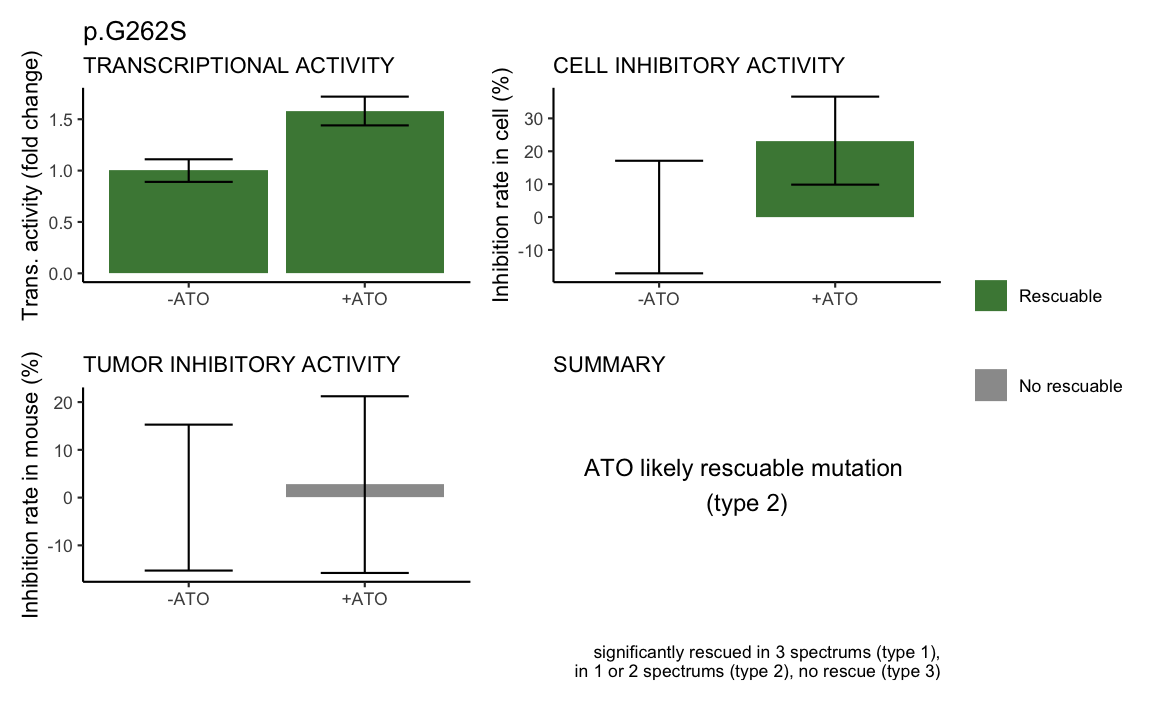 p.G262S
TRANSCRIPTIONAL ACTIVITY
Trans. activity (fold change)
1.5
1.0
0.5
0.0
-ATO
+ATO
CELL INHIBITORY ACTIVITY
Inhibition rate in cell (%)
30
20
10
0
-10
-ATO
+ATO
Rescuable
No rescuable
TUMOR INHIBITORY ACTIVITY
Inhibition rate in mouse (%)
20
10
0
-10
-ATO
+ATO
SUMMARY
ATO likely rescuable mutation
(type 2)
significantly rescued in 3 spectrums (type 1),
in 1 or 2 spectrums (type 2), no rescue (type 3)